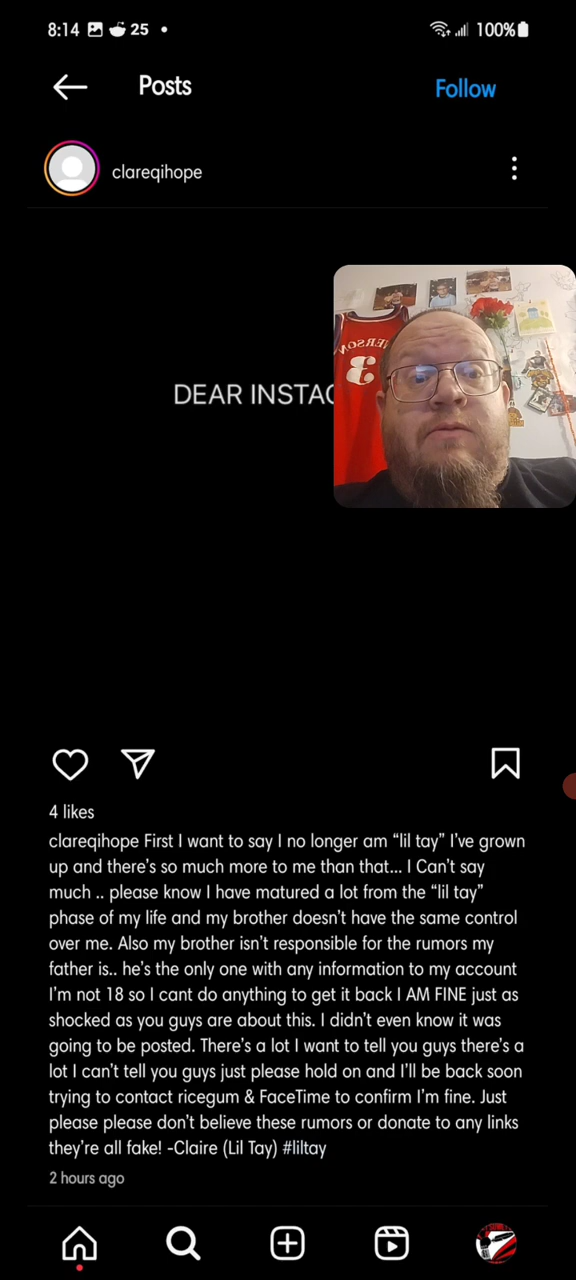 8:14 25 100%
Posts Follow
clareqihope
ERSON
3
DEAR INSTAG
4 likes
clareqihope First I want to say I no longer am “lil tay” I’ve grown
up and there’s so much more to me than that... I Can’t say
much .. please know I have matured a lot from the “lil tay”
phase of my life and my brother doesn’t have the same control
over me. Also my brother isn’t responsible for the rumors my
father is.. he’s the only one with any information to my account
I’m not 18 so I cant do anything to get it back I AM FINE just as
shocked as you guys are about this. I didn’t even know it was
going to be posted. There’s a lot I want to tell you guys there’s a
lot I can’t tell you guys just please hold on and I’ll be back soon
trying to contact ricegum & FaceTime to confirm I’m fine. Just
please please don’t believe these rumors or donate to any links
they’re all fake! -Claire (Lil Tay) #liltay
2 hours ago